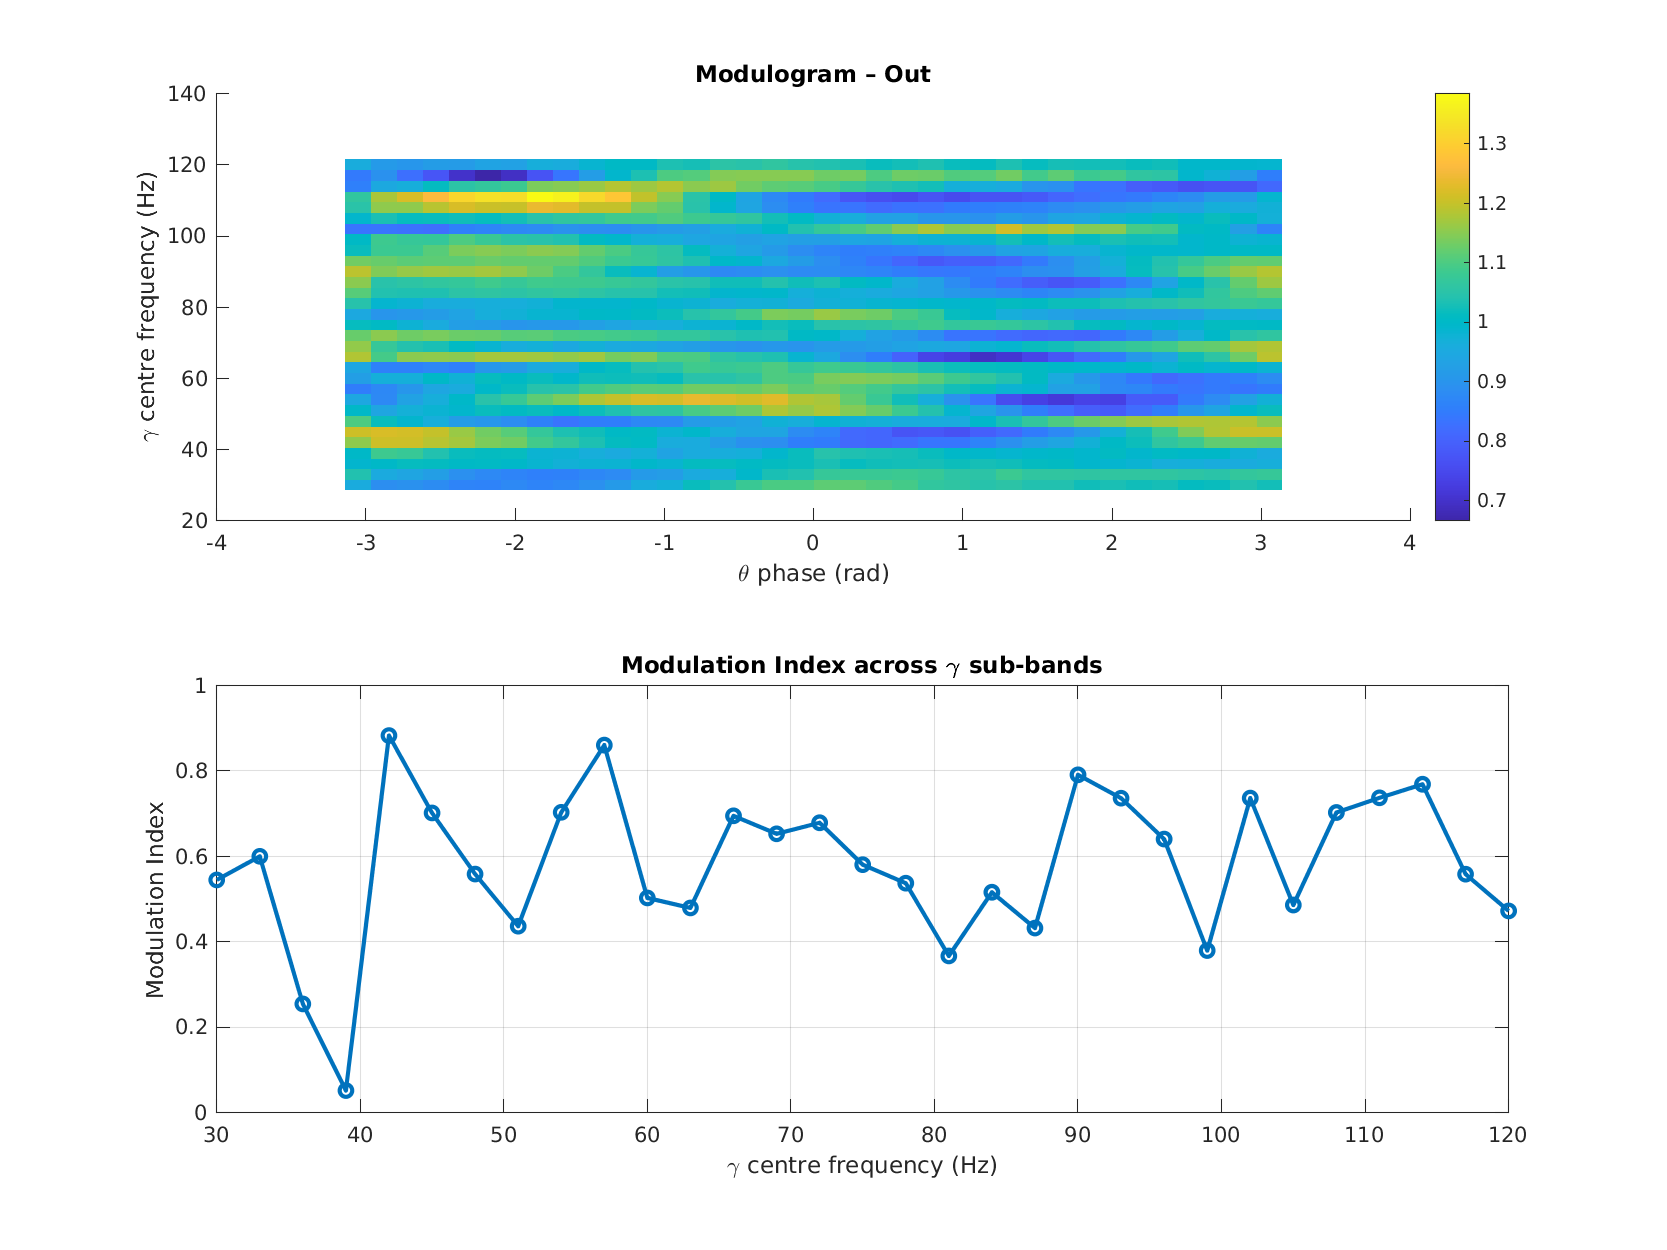 Modulogram – Out
140
120
100
80
60
40
20
γ centre frequency (Hz)
-4 -3 -2 -1 0 1 2 3 4
θ phase (rad)
1.3
1.2
1.1
1
0.9
0.8
0.7
Modulation Index across γ sub-bands
1
0.8
0.6
0.4
0.2
0
Modulation Index
30 40 50 60 70 80 90 100 110 120
γ centre frequency (Hz)